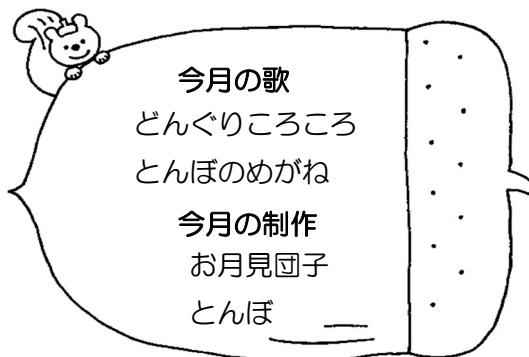 今月の歌
どんぐりころころ
とんぼのめがね
今月の制作
お月見団子
とんぼ